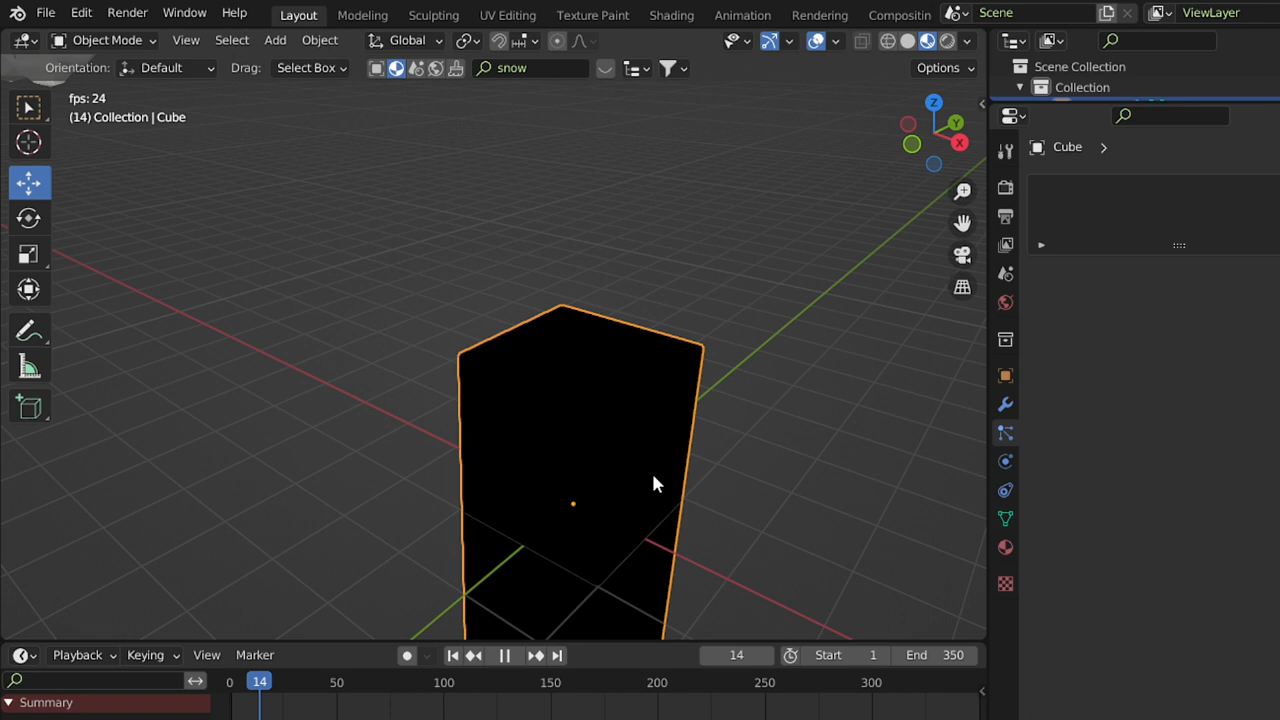 File Edit Render Window Help Layout Modeling Sculpting UV Editing Texture Paint Shading Animation Rendering Compositin Scene ViewLayer
Object Mode View Select Add Object Global
Orientation: Default Drag: Select Box snow Options
Scene Collection
Collection
fps: 24
(14) Collection | Cube
Z
Y
X
Cube
Playback Keying View Marker 14 Start 1 End 350
0 14 50 100 150 200 250 300
Summary